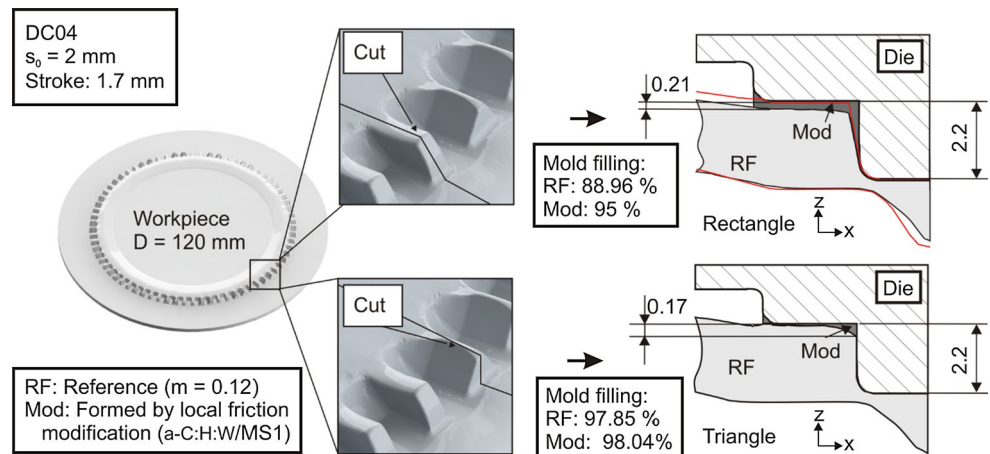 DC04
s₀ = 2 mm
Stroke: 1.7 mm
Workpiece
D = 120 mm
RF: Reference (m = 0.12)
Mod: Formed by local friction
modification (a-C:H:W/MS1)
Cut
Cut
0.21
Die
Mod
RF
2.2
Mold filling:
RF: 88.96 %
Mod: 95 %
Rectangle
z
x
0.17
Die
Mod
RF
2.2
Mold filling:
RF: 97.85 %
Mod: 98.04%
Triangle
z
x